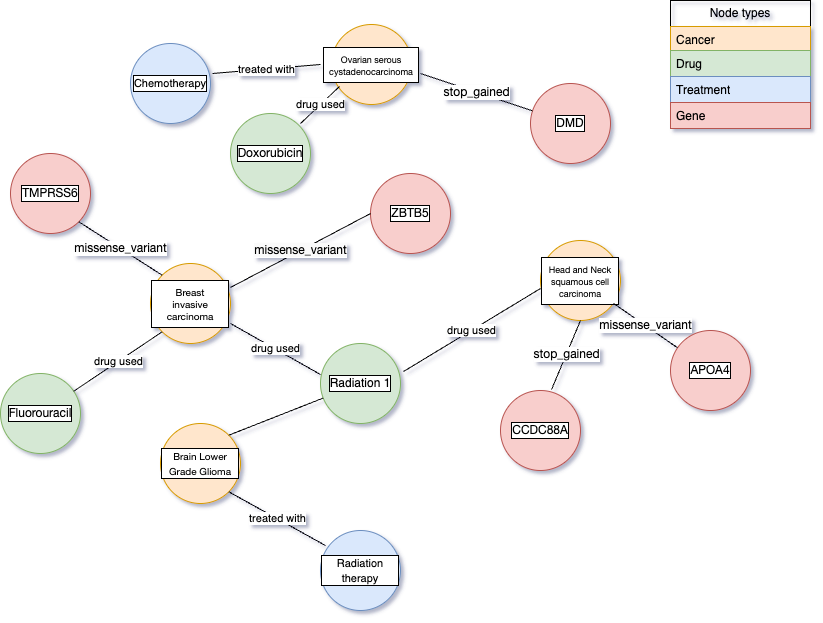 Node types
Cancer
Drug
Treatment
Gene
Ovarian serous
cystadenocarcinoma
Chemotherapy
treated with
drug used
stop_gained
DMD
Doxorubicin
TMPRSS6
ZBTB5
missense_variant
missense_variant
Breast
invasive
carcinoma
Head and Neck
squamous cell
carcinoma
drug used
drug used
missense_variant
stop_gained
drug used
Radiation 1
APOA4
Fluorouracil
CCDC88A
Brain Lower
Grade Glioma
treated with
Radiation
therapy